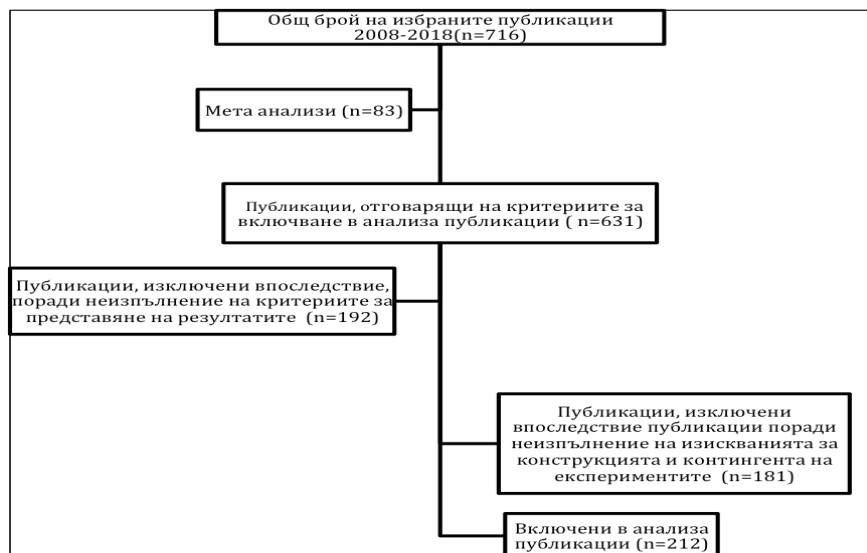 Общ брой на избраните публикации
2008-2018(n=716)
Мета анализи (n=83)
Публикации, отговарящи на критериите за
включване в анализа публикации ( n=631)
Публикации, изключени впоследствие,
поради неизпълнение на критериите за
представяне на резултатите (n=192)
Публикации, изключени
впоследствие публикации поради
неизпълнение на изискванията за
конструкцията и контингента на
експериментите (n=181)
Включени в анализа
публикации (n=212)